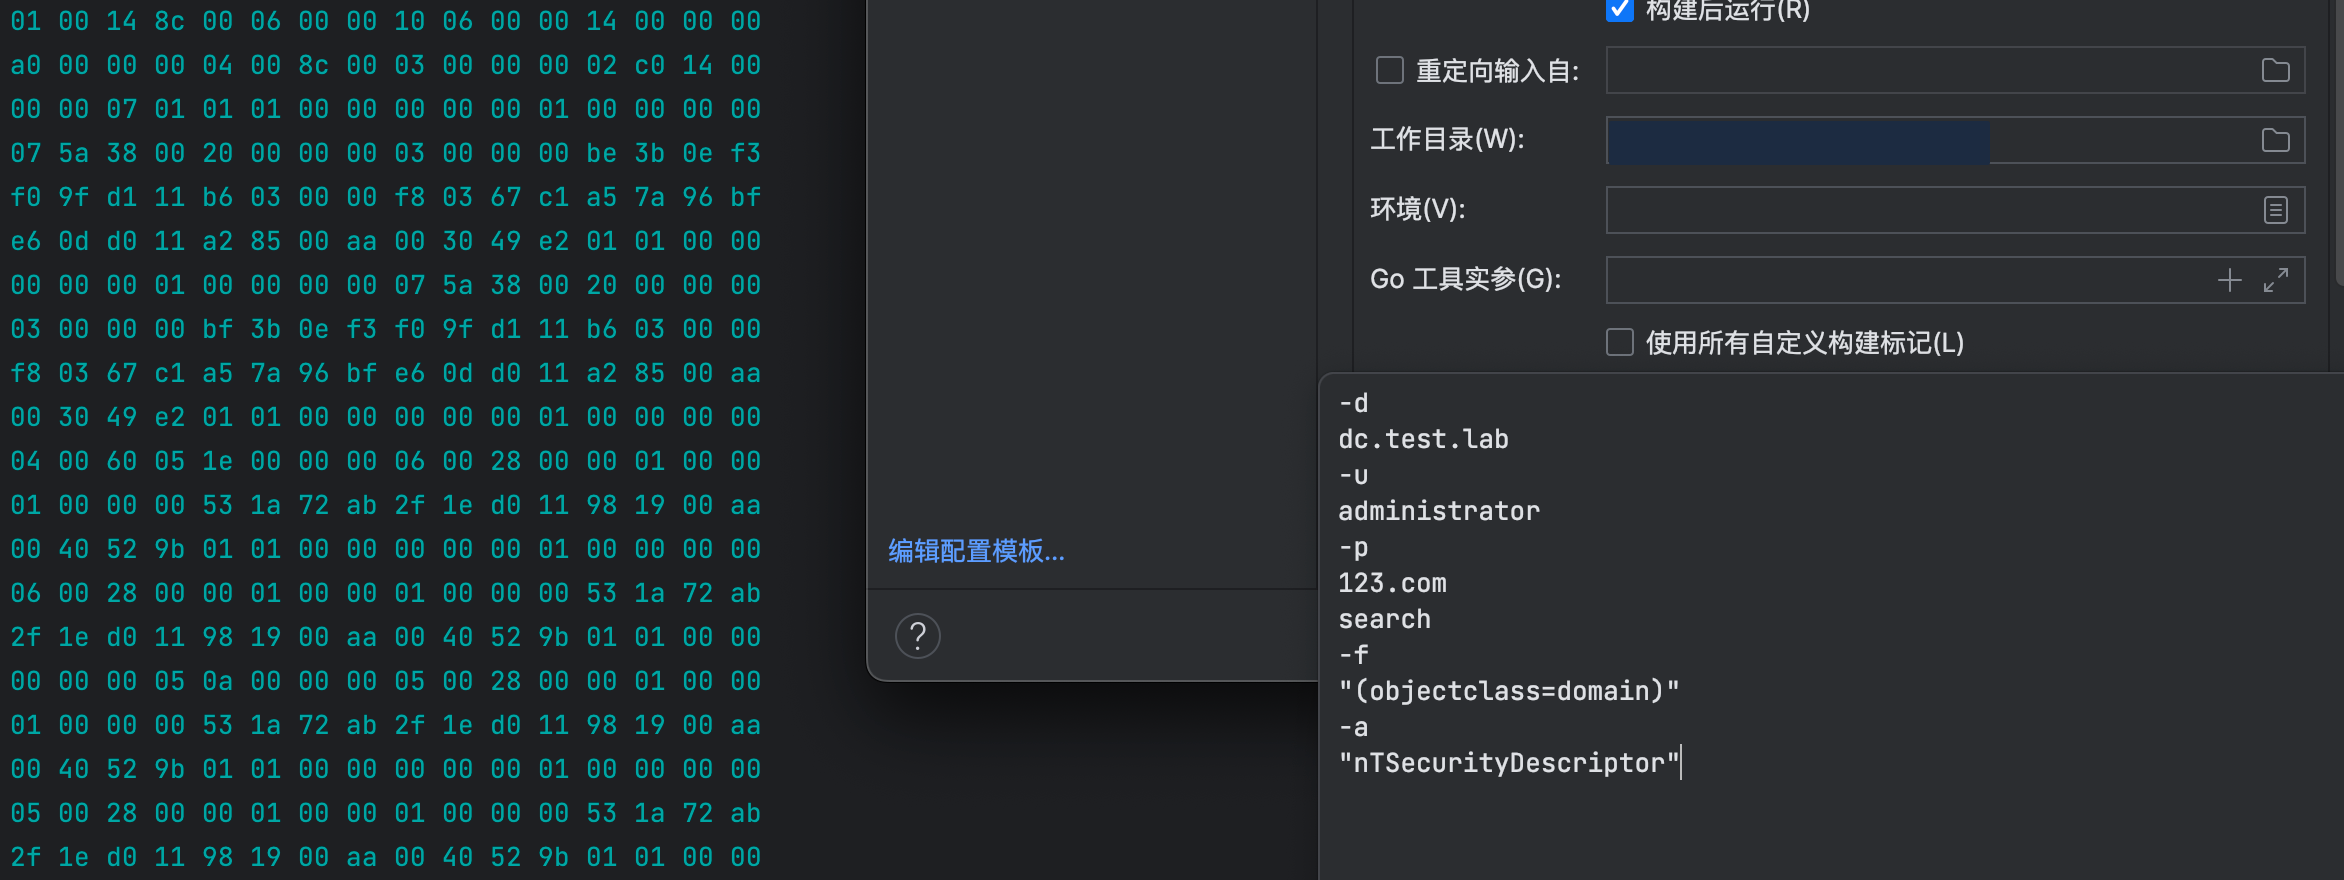 01 00 14 8c 00 06 00 00 10 06 00 00 14 00 00 00
a0 00 00 00 04 00 8c 00 03 00 00 00 02 c0 14 00
00 00 07 01 01 01 00 00 00 00 00 01 00 00 00 00
07 5a 38 00 20 00 00 00 03 00 00 00 be 3b 0e f3
f0 9f d1 11 b6 03 00 00 f8 03 67 c1 a5 7a 96 bf
e6 0d d0 11 a2 85 00 aa 00 30 49 e2 01 01 00 00
00 00 00 01 00 00 00 00 07 5a 38 00 20 00 00 00
03 00 00 00 bf 3b 0e f3 f0 9f d1 11 b6 03 00 00
f8 03 67 c1 a5 7a 96 bf e6 0d d0 11 a2 85 00 aa
00 30 49 e2 01 01 00 00 00 00 00 01 00 00 00 00
04 00 60 05 1e 00 00 00 06 00 28 00 00 01 00 00
01 00 00 00 53 1a 72 ab 2f 1e d0 11 98 19 00 aa
00 40 52 9b 01 01 00 00 00 00 00 01 00 00 00 00
06 00 28 00 00 01 00 00 01 00 00 00 53 1a 72 ab
2f 1e d0 11 98 19 00 aa 00 40 52 9b 01 01 00 00
00 00 00 05 0a 00 00 00 05 00 28 00 00 01 00 00
01 00 00 00 53 1a 72 ab 2f 1e d0 11 98 19 00 aa
00 40 52 9b 01 01 00 00 00 00 00 01 00 00 00 00
05 00 28 00 00 01 00 00 01 00 00 00 53 1a 72 ab
2f 1e d0 11 98 19 00 aa 00 40 52 9b 01 01 00 00
编辑配置模板...
?
构建后运行(R)
重定向输入自:
工作目录(W):
环境(V):
Go 工具实参(G):
使用所有自定义构建标记(L)
-d
dc.test.lab
-u
administrator
-p
123.com
search
-f
"(objectclass=domain)"
-a
"nTSecurityDescriptor"